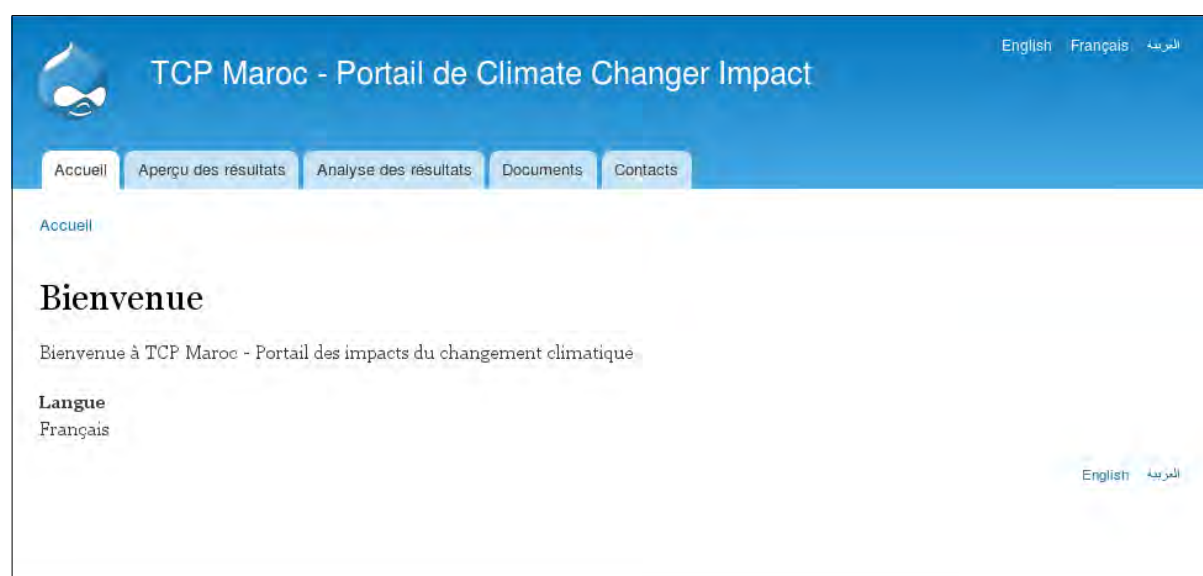 English Français العربية
TCP Maroc - Portail de Climate Changer Impact
Accueil Aperçu des résultats Analyse des résultats Documents Contacts
Accueil
Bienvenue
Bienvenue à TCP Maroc - Portail des impacts du changement climatique
Langue
Français
English العربية